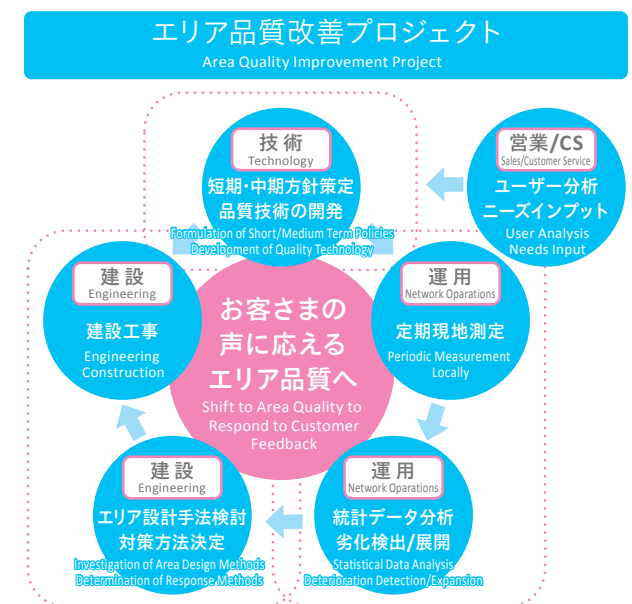 エリア品質改善プロジェクト
Area Quality Improvement Project
技術
Technology
短期・中期方針策定
品質技術の開発
Formulation of Short/Medium Term Policies
Development of Quality Technology
営業/CS
Sales/Customer Service
ユーザー分析
ニーズインプット
User Analysis
Needs Input
建設
Engineering
建設工事
Engineering
Construction
お客さまの
声に応える
エリア品質へ
Shift to Area Quality to
Respond to Customer
Feedback
運用
Network Oparations
定期現地測定
Periodic Measurement
Locally
建設
Engineering
エリア設計手法検討
対策方法決定
Investigation of Area Design Methods
Determination of Response Methods
運用
Network Oparations
統計データ分析
劣化検出/展開
Statistical Data Analysis
Deterioration Detection/Expansion